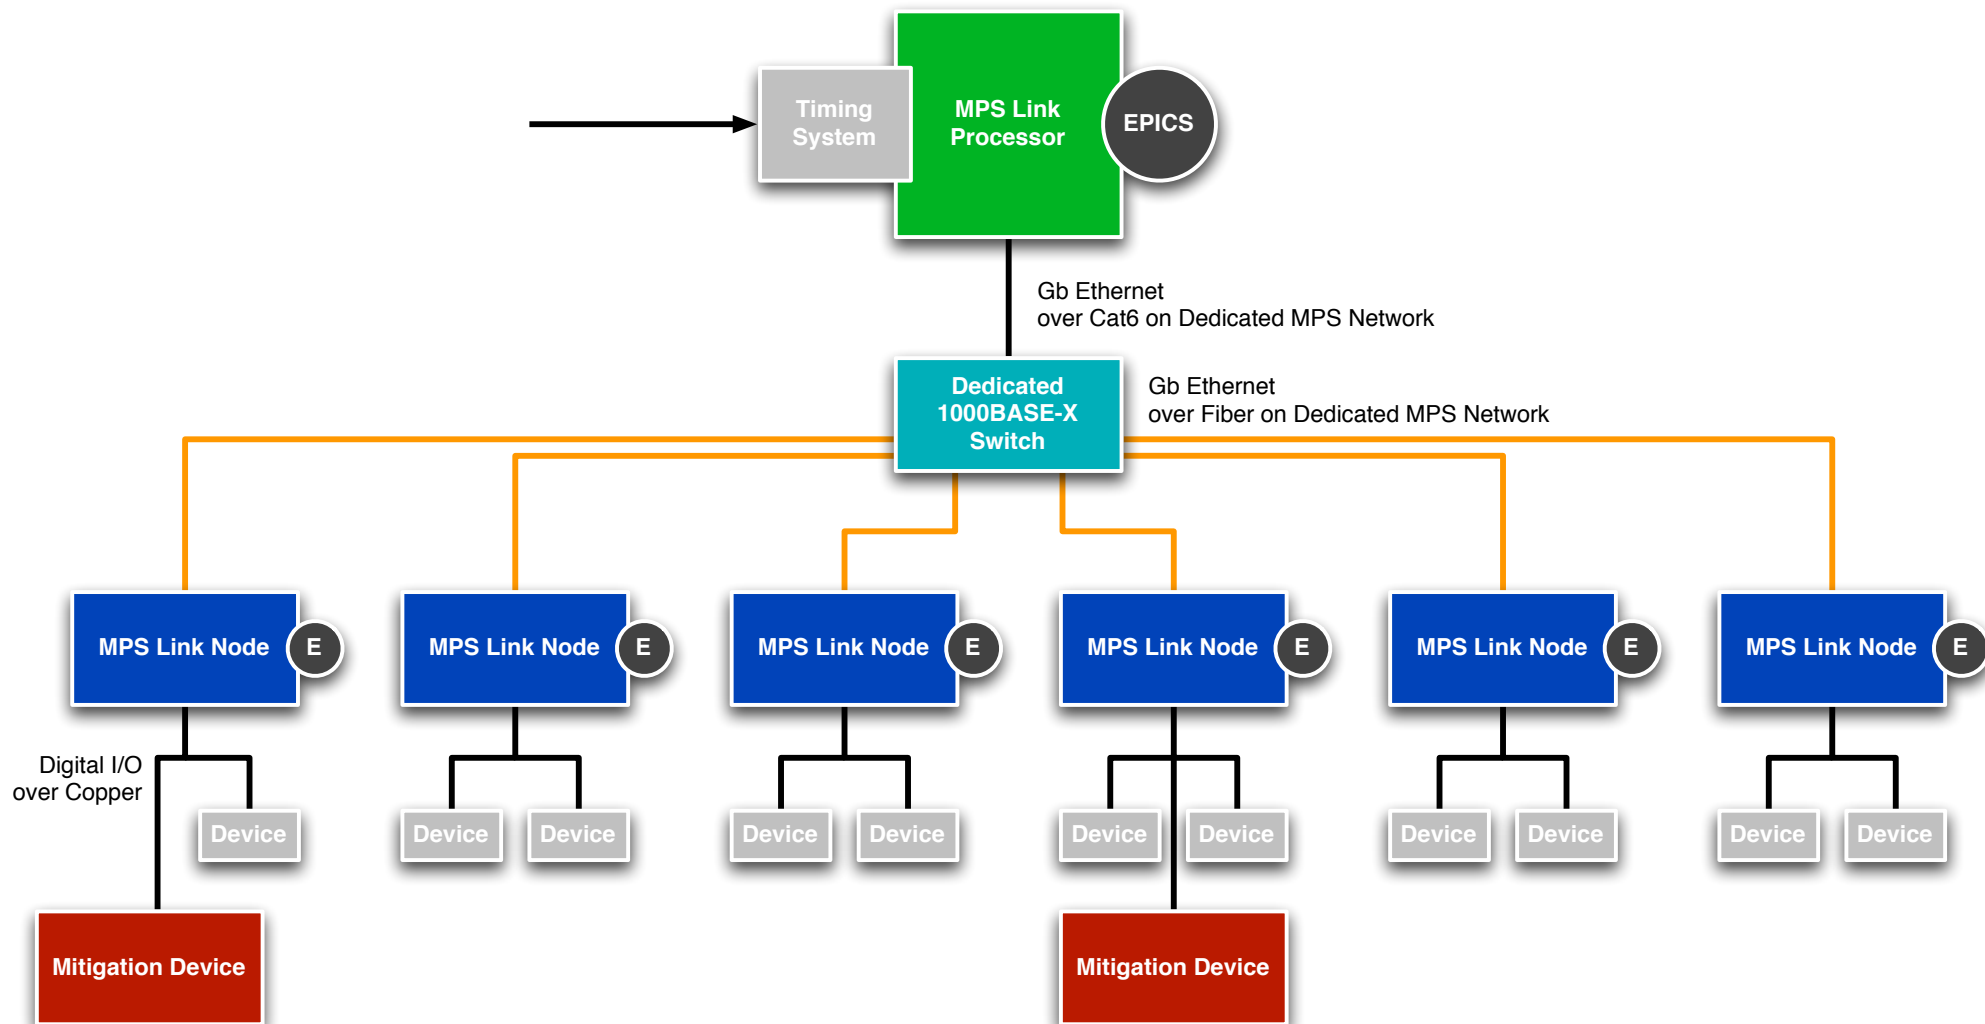 Timing
System
MPS Link
Processor
EPICS
Gb Ethernet
over Cat6 on Dedicated MPS Network
Dedicated
1000BASE-X
Switch
Gb Ethernet
over Fiber on Dedicated MPS Network
MPS Link Node
E
MPS Link Node
E
MPS Link Node
E
MPS Link Node
E
MPS Link Node
E
MPS Link Node
E
Digital I/O
over Copper
Device
Device
Device
Device
Device
Device
Device
Device
Device
Device
Device
Mitigation Device
Mitigation Device